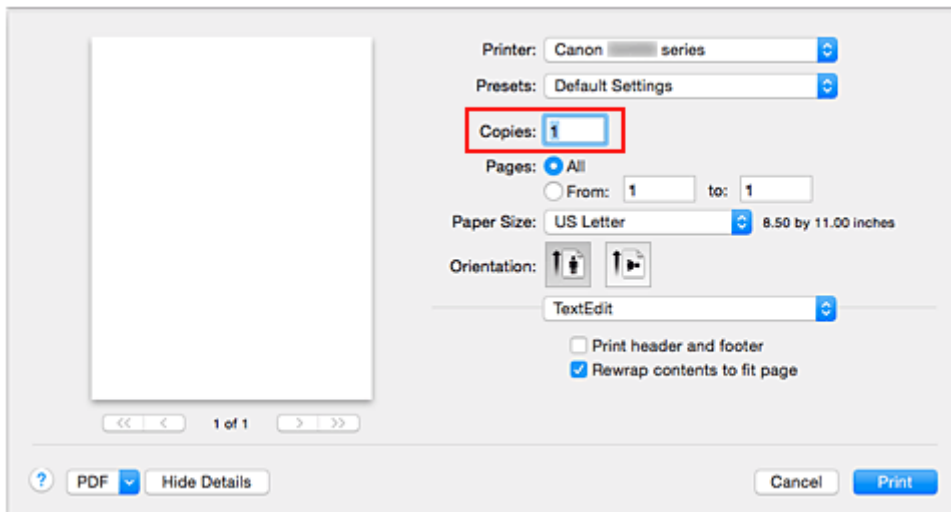 Printer: Canon series
Presets: Default Settings
Copies: 1
Pages: All
From: 1 to: 1
Paper Size: US Letter 8.50 by 11.00 inches
Orientation:
TextEdit
Print header and footer
Rewrap contents to fit page
<< < 1 of 1 > >>
? PDF Hide Details Cancel Print